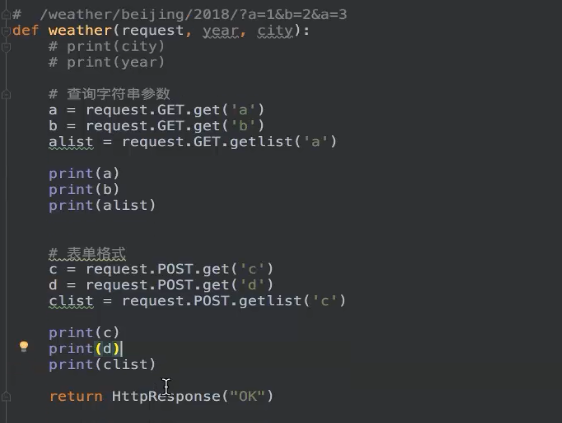 # /weather/beijing/2018/?a=1&b=2&a=3
def weather(request, year, city):
# print(city)
# print(year)
# 查询字符串参数
a = request.GET.get('a')
b = request.GET.get('b')
alist = request.GET.getlist('a')
print(a)
print(b)
print(alist)
# 表单格式
c = request.POST.get('c')
d = request.POST.get('d')
clist = request.POST.getlist('c')
print(c)
print(d)
print(clist)
return HttpResponse("OK")